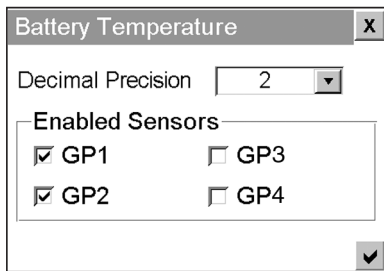 Battery Temperature X
Decimal Precision 2
Enabled Sensors
GP1 GP3
GP2 GP4